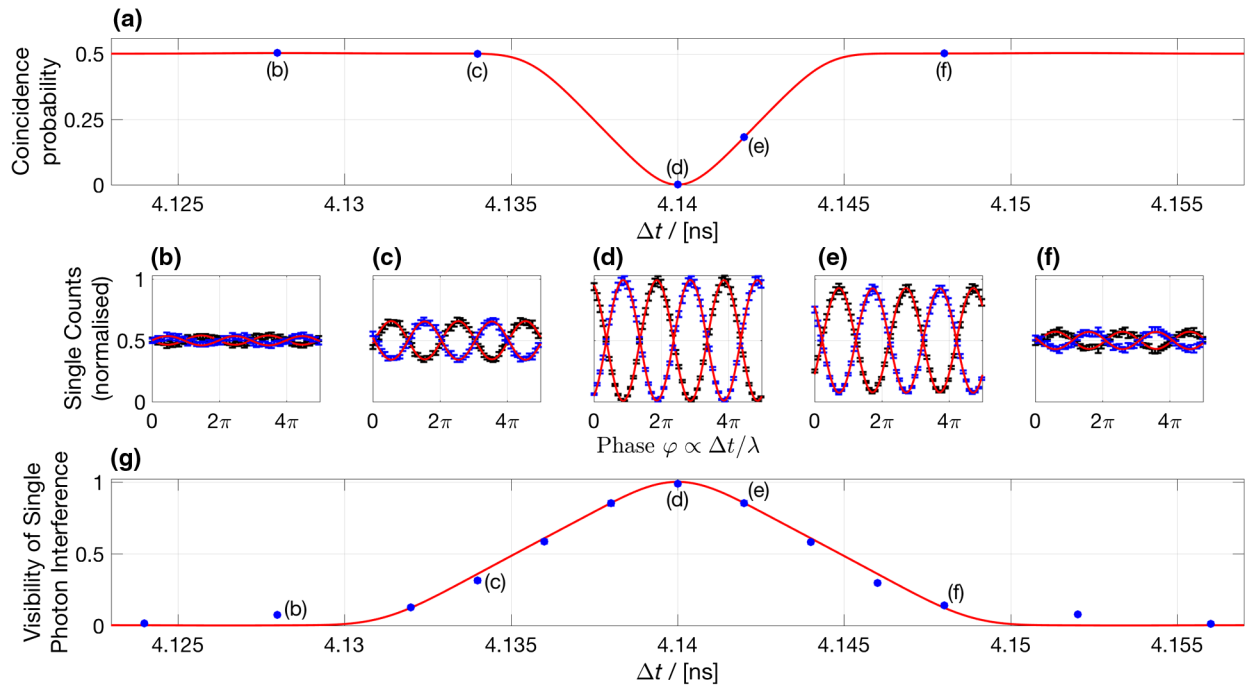 (a)
Coincidence
probability
0.5
0.25
0
(b)
(c)
(d)
(e)
(f)
4.125
4.13
4.135
4.14
4.145
4.15
4.155
Δt / [ns]
(b)
(c)
(d)
(e)
(f)
Single Counts
(normalised)
1
0.5
0
0
2π
4π
0
2π
4π
0
2π
4π
0
2π
4π
0
2π
4π
Phase φ ∝ Δt/λ
(g)
Visibility of Single
Photon Interference
1
0.5
0
(b)
(c)
(d)
(e)
(f)
4.125
4.13
4.135
4.14
4.145
4.15
4.155
Δt / [ns]